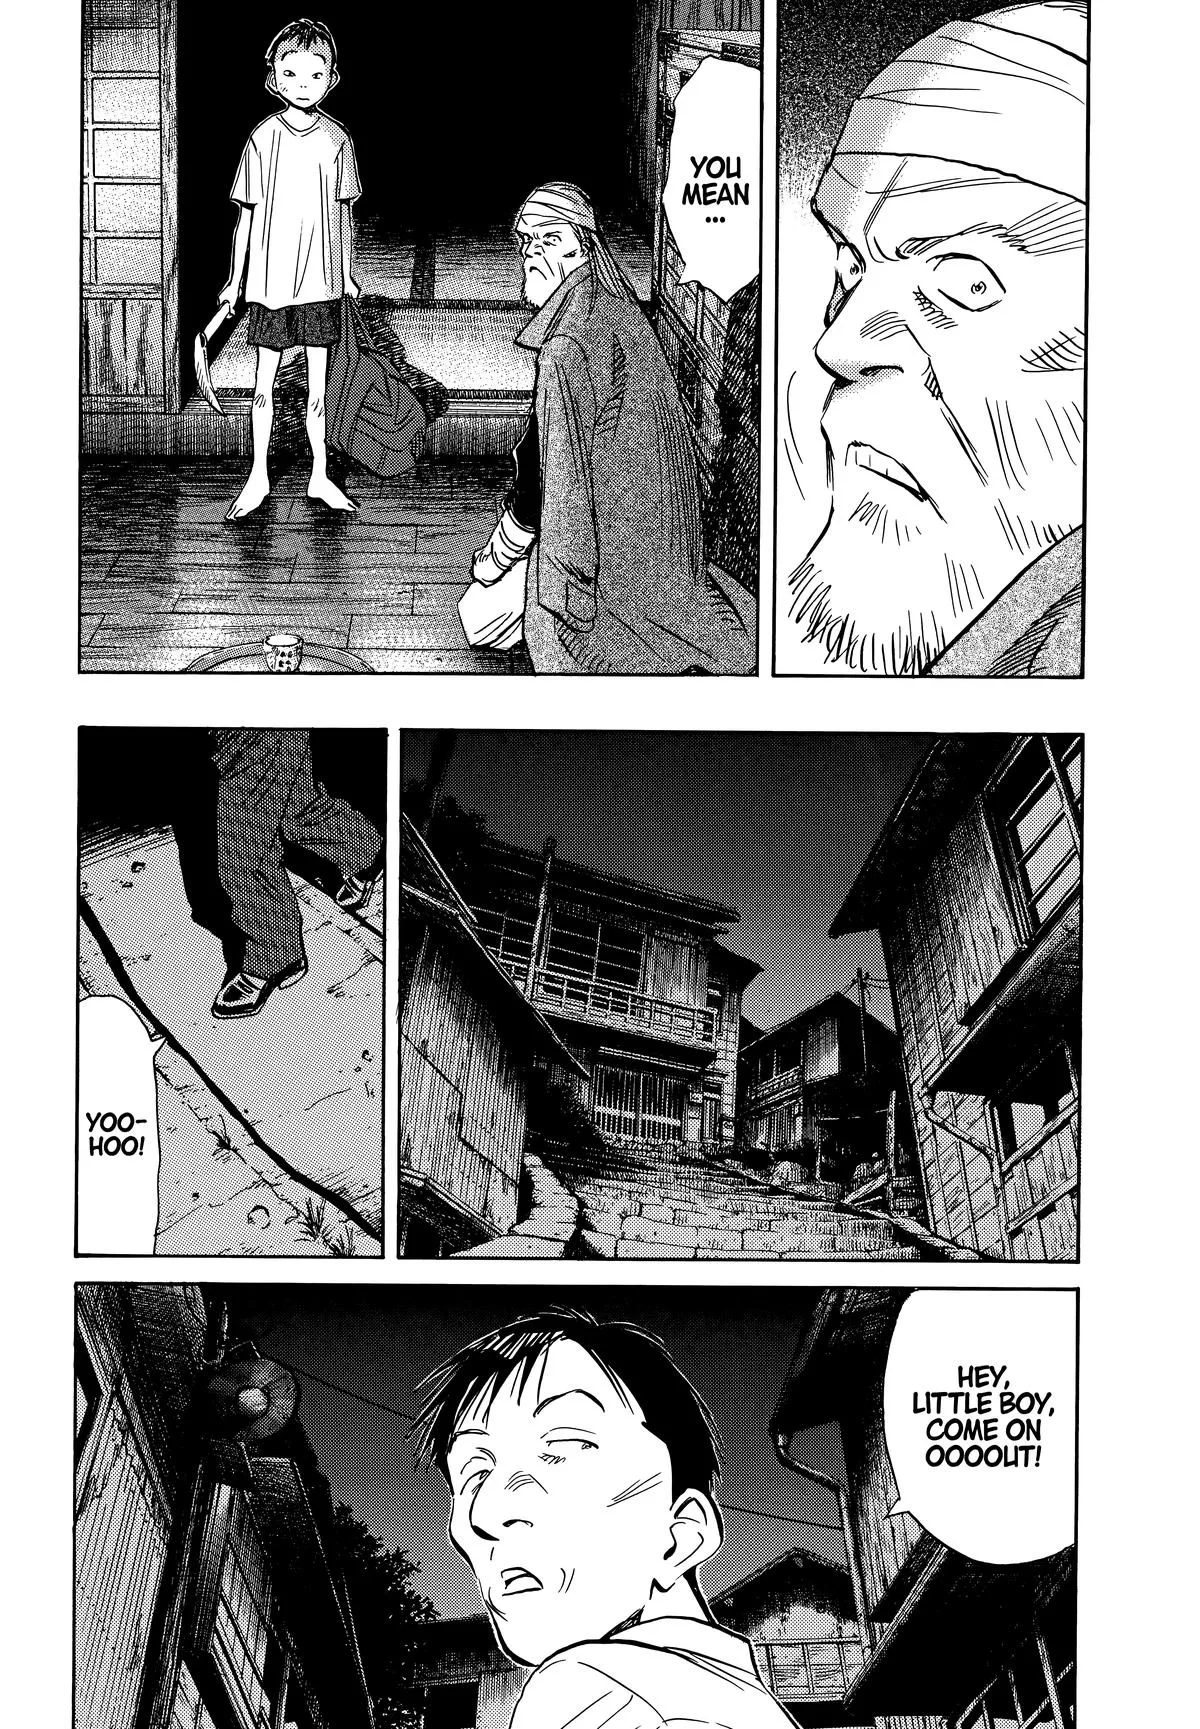 YOU
MEAN
...
YOO-
HOO!
HEY,
LITTLE BOY,
COME ON
OOOOUT!